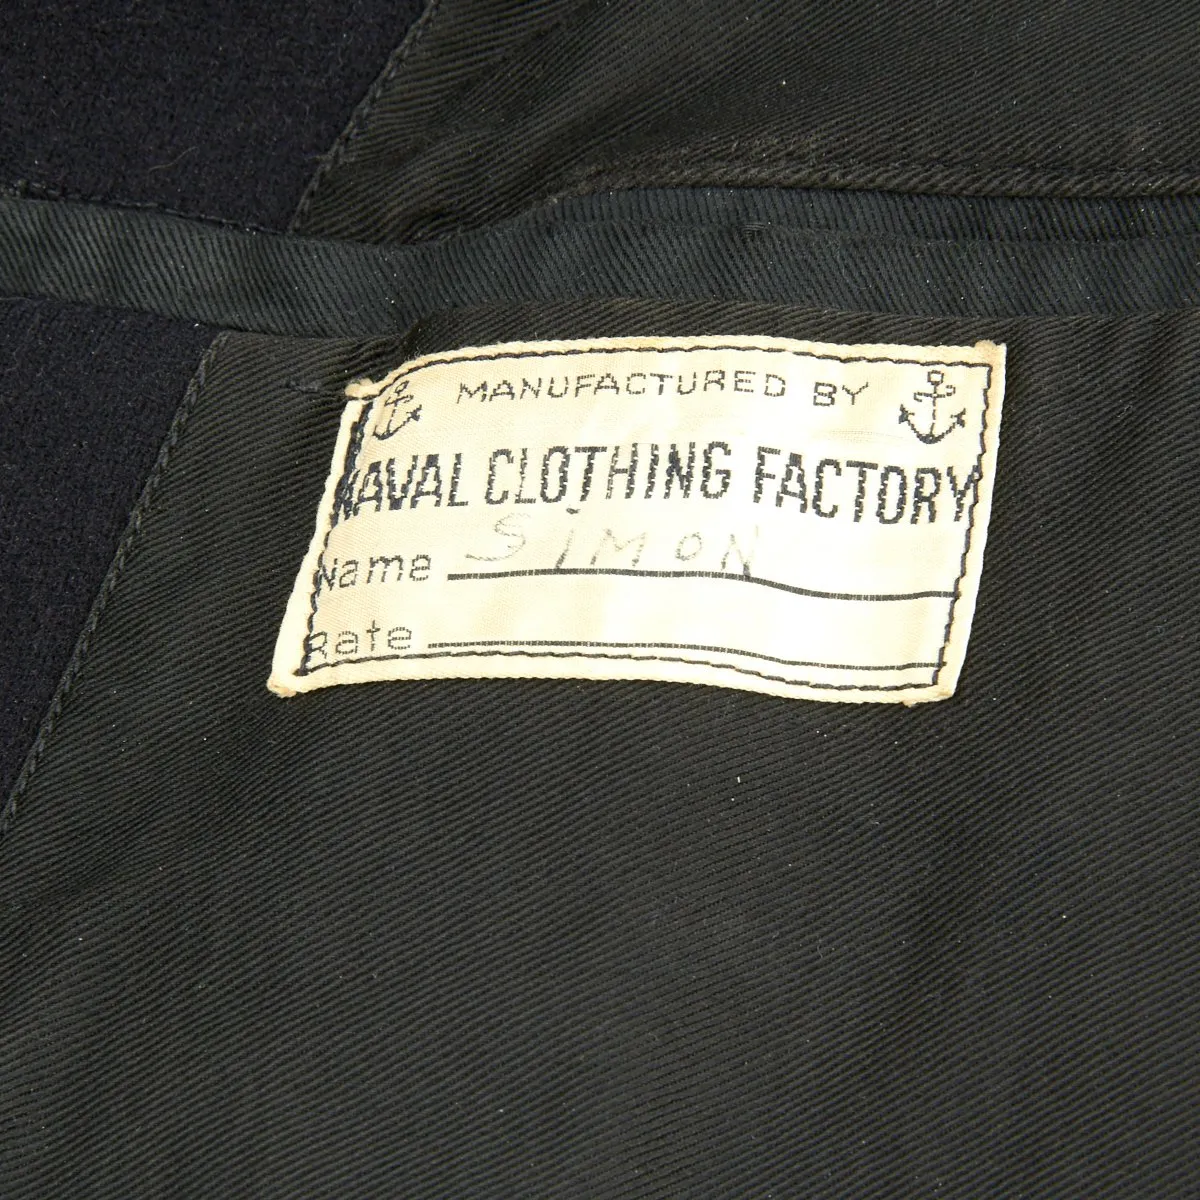 MANUFACTURED BY
NAVAL CLOTHING FACTORY
Name SIMON
Rate